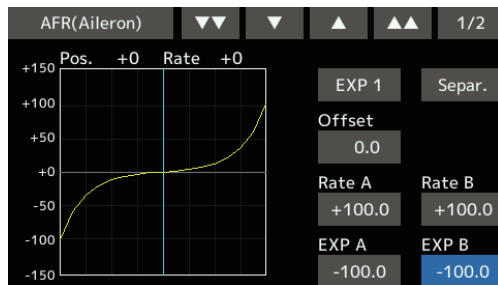 AFR(Aileron) ▼▼ ▼ ▲ ▲▲ 1/2
Pos. +0 Rate +0
+150
+100
+50
+0
-50
-100
-150
EXP 1 Separ.
Offset
0.0
Rate A Rate B
+100.0 +100.0
EXP A EXP B
-100.0 -100.0